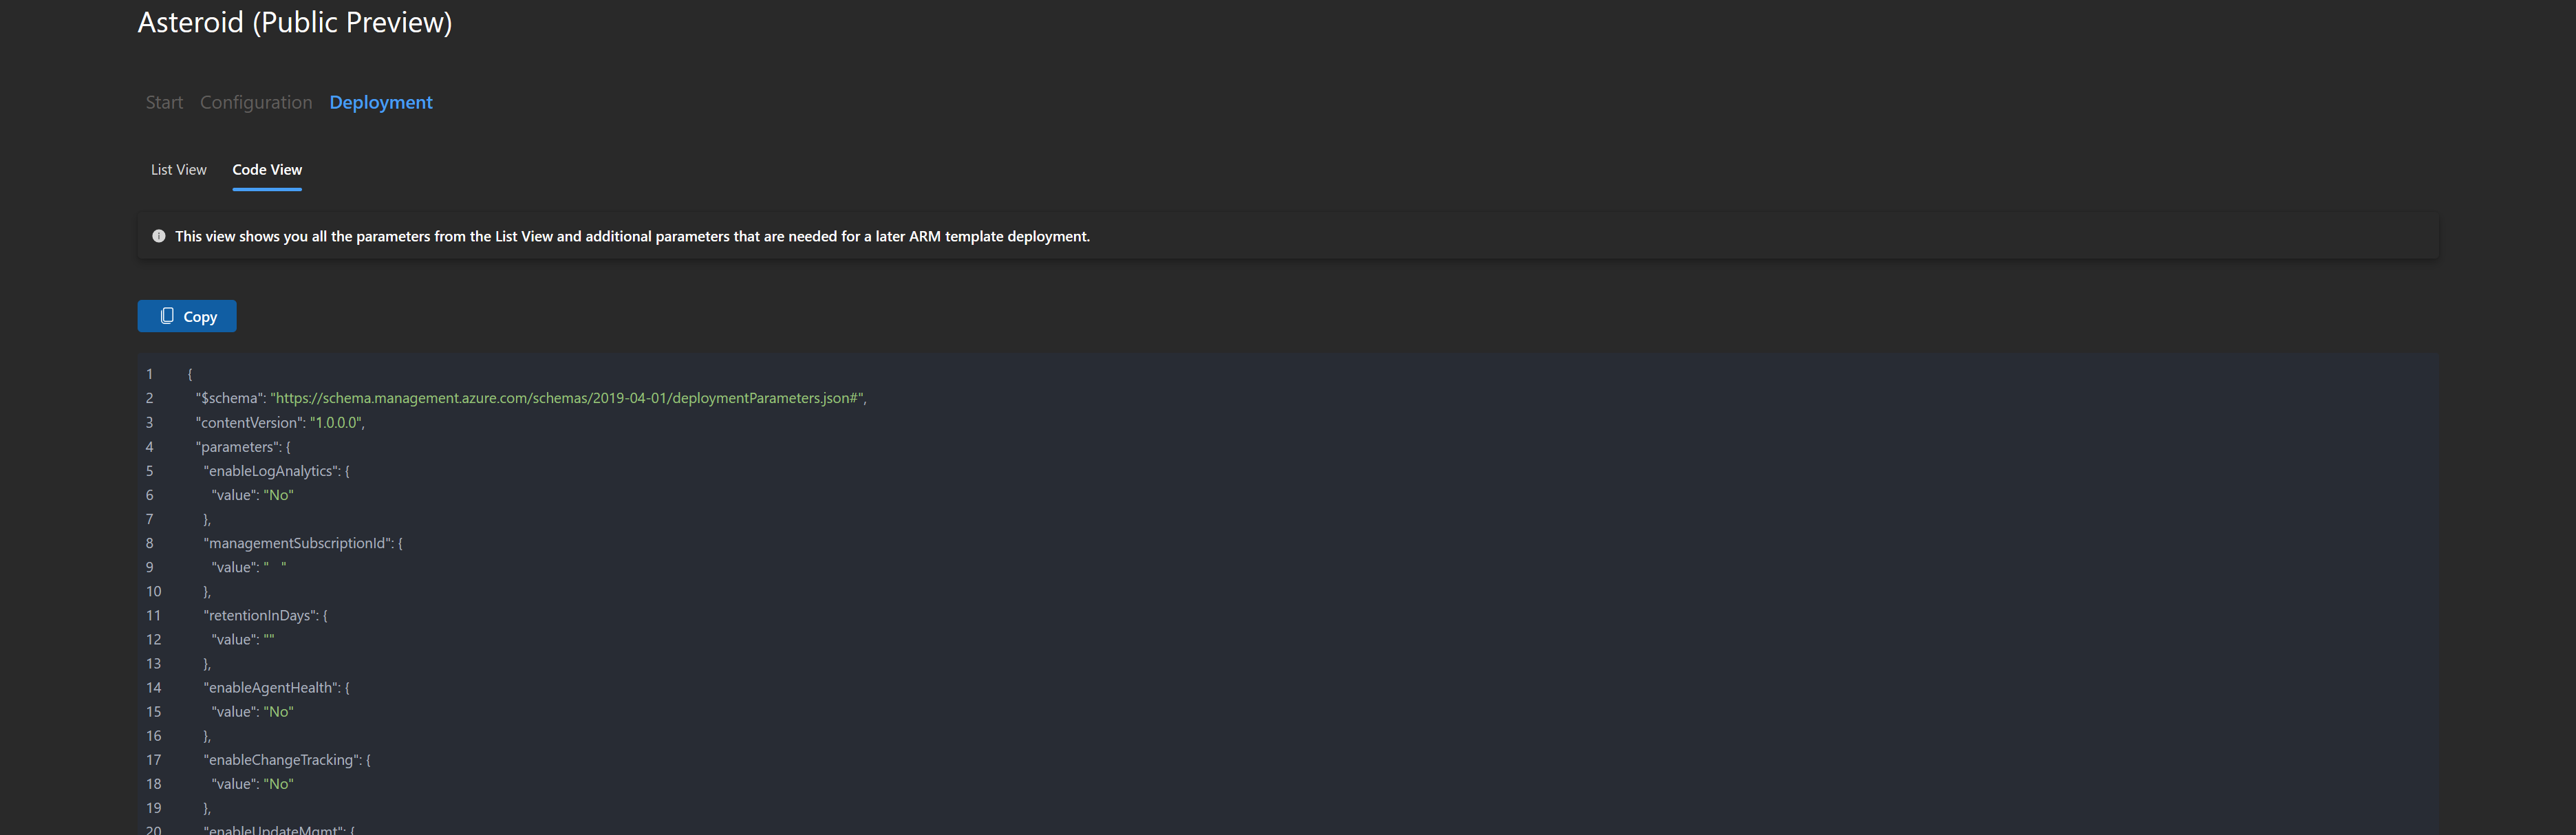 Asteroid (Public Preview)
Start Configuration Deployment
List View Code View
This view shows you all the parameters from the List View and additional parameters that are needed for a later ARM template deployment.
Copy
1 {
2 "$schema": "https://schema.management.azure.com/schemas/2019-04-01/deploymentParameters.json#",
3 "contentVersion": "1.0.0.0",
4 "parameters": {
5 "enableLogAnalytics": {
6 "value": "No"
7 },
8 "managementSubscriptionId": {
9 "value": "   "
10 },
11 "retentionInDays": {
12 "value": ""
13 },
14 "enableAgentHealth": {
15 "value": "No"
16 },
17 "enableChangeTracking": {
18 "value": "No"
19 },
20 "enableUpdateMgmt": {